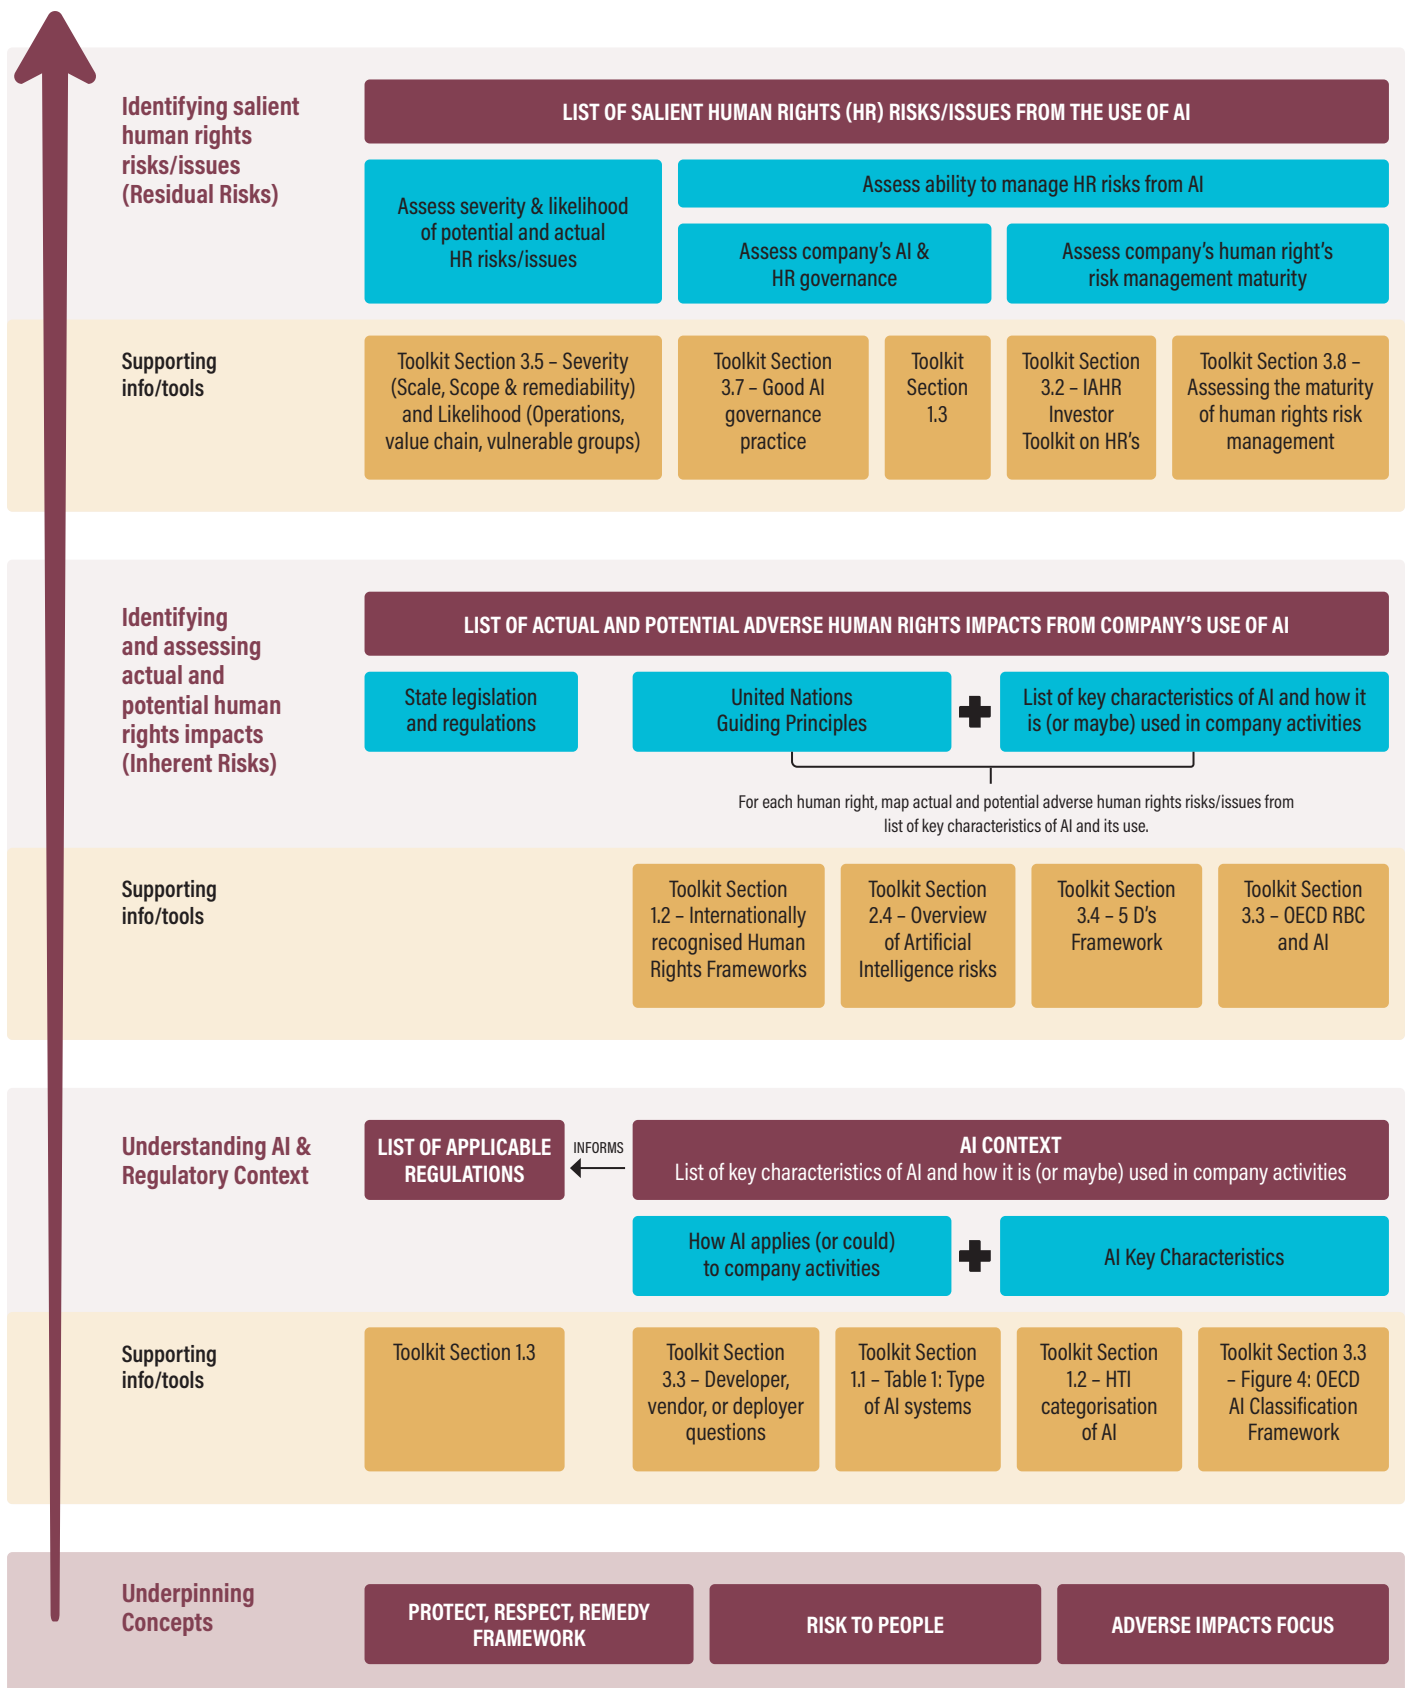 Identifying salient
human rights
risks/issues
(Residual Risks)
LIST OF SALIENT HUMAN RIGHTS (HR) RISKS/ISSUES FROM THE USE OF AI
Assess severity & likelihood
of potential and actual
HR risks/issues
Assess ability to manage HR risks from AI
Assess company's AI &
HR governance
Assess company's human right's
risk management maturity
Supporting
info/tools
Toolkit Section 3.5 – Severity
(Scale, Scope & remediability)
and Likelihood (Operations,
value chain, vulnerable groups)
Toolkit Section
3.7 – Good AI
governance
practice
Toolkit
Section
1.3
Toolkit Section
3.2 – IAHR
Investor
Toolkit on HR's
Toolkit Section 3.8 –
Assessing the maturity
of human rights risk
management
Identifying
and assessing
actual and
potential human
rights impacts
(Inherent Risks)
LIST OF ACTUAL AND POTENTIAL ADVERSE HUMAN RIGHTS IMPACTS FROM COMPANY'S USE OF AI
State legislation
and regulations
United Nations
Guiding Principles
List of key characteristics of AI and how it
is (or maybe) used in company activities
For each human right, map actual and potential adverse human rights risks/issues from
list of key characteristics of AI and its use.
Supporting
info/tools
Toolkit Section
1.2 – Internationally
recognised Human
Rights Frameworks
Toolkit Section
2.4 – Overview
of Artificial
Intelligence risks
Toolkit Section
3.4 – 5 D's
Framework
Toolkit Section
3.3 – OECD RBC
and AI
Understanding AI &
Regulatory Context
LIST OF APPLICABLE
REGULATIONS
INFORMS
AI CONTEXT
List of key characteristics of AI and how it is (or maybe) used in company activities
How AI applies (or could)
to company activities
AI Key Characteristics
Supporting
info/tools
Toolkit Section 1.3
Toolkit Section
3.3 – Developer,
vendor, or deployer
questions
Toolkit Section
1.1 – Table 1: Type
of AI systems
Toolkit Section
1.2 – HTI
categorisation
of AI
Toolkit Section 3.3
– Figure 4: OECD
AI Classification
Framework
Underpinning
Concepts
PROTECT, RESPECT, REMEDY
FRAMEWORK
RISK TO PEOPLE
ADVERSE IMPACTS FOCUS